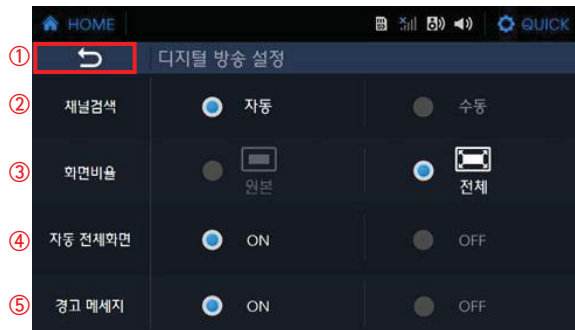 HOME
QUICK
① 디지털 방송 설정
② 채널검색 자동 수동
③ 화면비율 원본 전체
④ 자동 전체화면 ON OFF
⑤ 경고 메세지 ON OFF